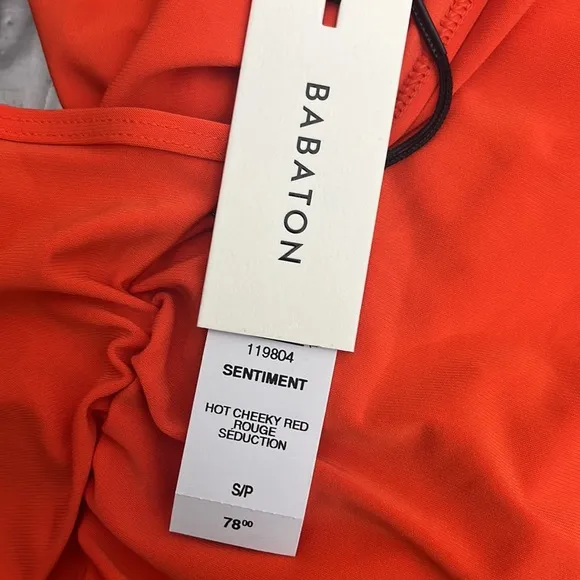 BABATON
119804
SENTIMENT
HOT CHEEKY RED
ROUGE
SEDUCTION
S/P
78⁰⁰